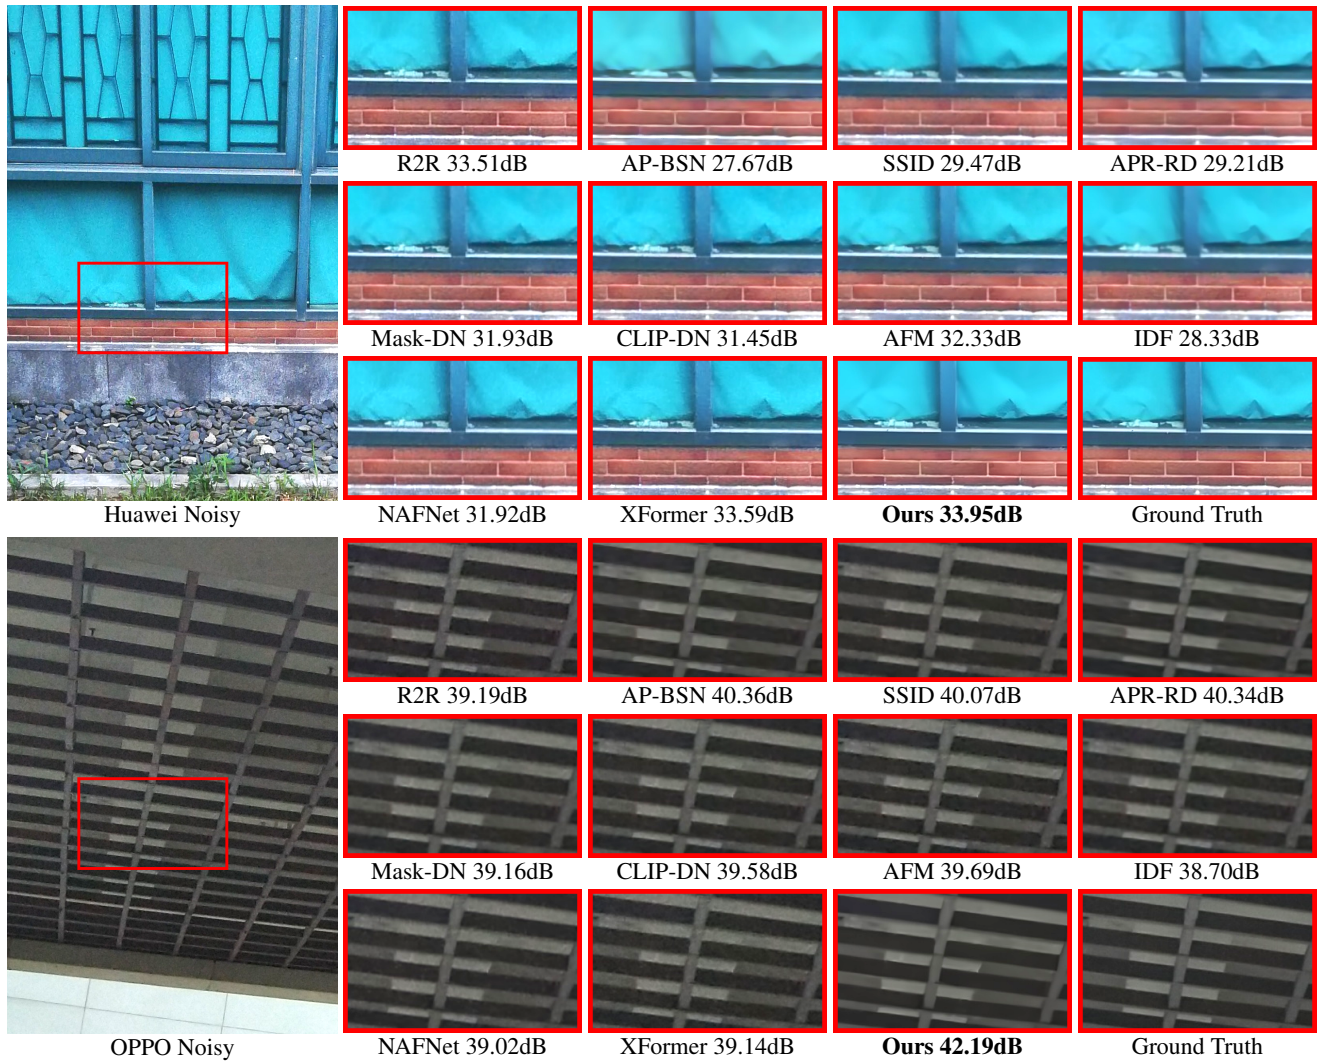 R2R 33.51dB AP-BSN 27.67dB SSID 29.47dB APR-RD 29.21dB
Mask-DN 31.93dB CLIP-DN 31.45dB AFM 32.33dB IDF 28.33dB
Huawei Noisy NAFNet 31.92dB XFormer 33.59dB Ours 33.95dB Ground Truth
R2R 39.19dB AP-BSN 40.36dB SSID 40.07dB APR-RD 40.34dB
Mask-DN 39.16dB CLIP-DN 39.58dB AFM 39.69dB IDF 38.70dB
OPPO Noisy NAFNet 39.02dB XFormer 39.14dB Ours 42.19dB Ground Truth